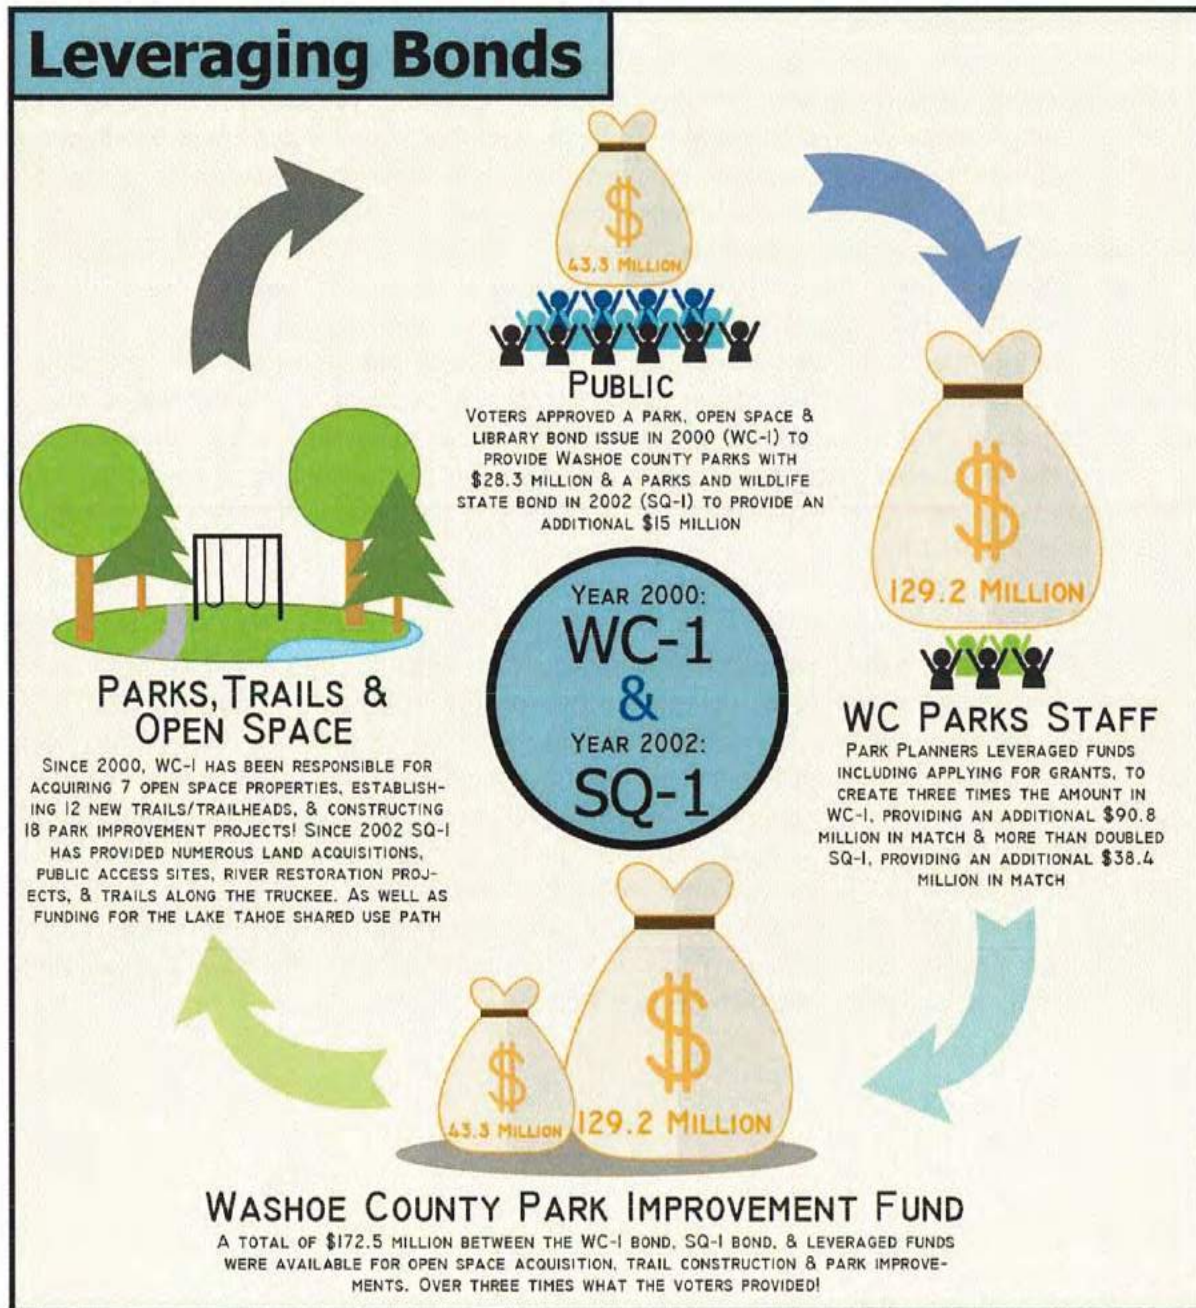 Leveraging Bonds
$
43.3 MILLION
PUBLIC
VOTERS APPROVED A PARK, OPEN SPACE &
LIBRARY BOND ISSUE IN 2000 (WC-1) TO
PROVIDE WASHOE COUNTY PARKS WITH
$28.3 MILLION & A PARKS AND WILDLIFE
STATE BOND IN 2002 (SQ-1) TO PROVIDE AN
ADDITIONAL $15 MILLION
$
129.2 MILLION
WC PARKS STAFF
PARK PLANNERS LEVERAGED FUNDS
INCLUDING APPLYING FOR GRANTS, TO
CREATE THREE TIMES THE AMOUNT IN
WC-1, PROVIDING AN ADDITIONAL $90.8
MILLION IN MATCH & MORE THAN DOUBLED
SQ-1, PROVIDING AN ADDITIONAL $38.4
MILLION IN MATCH
YEAR 2000:
WC-1
&
YEAR 2002:
SQ-1
PARKS, TRAILS &
OPEN SPACE
SINCE 2000, WC-1 HAS BEEN RESPONSIBLE FOR
ACQUIRING 7 OPEN SPACE PROPERTIES, ESTABLISH-
ING 12 NEW TRAILS/TRAILHEADS, & CONSTRUCTING
18 PARK IMPROVEMENT PROJECTS! SINCE 2002 SQ-1
HAS PROVIDED NUMEROUS LAND ACQUISITIONS,
PUBLIC ACCESS SITES, RIVER RESTORATION PROJ-
ECTS, & TRAILS ALONG THE TRUCKEE. AS WELL AS
FUNDING FOR THE LAKE TAHOE SHARED USE PATH
$
43.3 MILLION
$
129.2 MILLION
WASHOE COUNTY PARK IMPROVEMENT FUND
A TOTAL OF $172.5 MILLION BETWEEN THE WC-1 BOND, SQ-1 BOND, & LEVERAGED FUNDS
WERE AVAILABLE FOR OPEN SPACE ACQUISITION, TRAIL CONSTRUCTION & PARK IMPROVE-
MENTS. OVER THREE TIMES WHAT THE VOTERS PROVIDED!